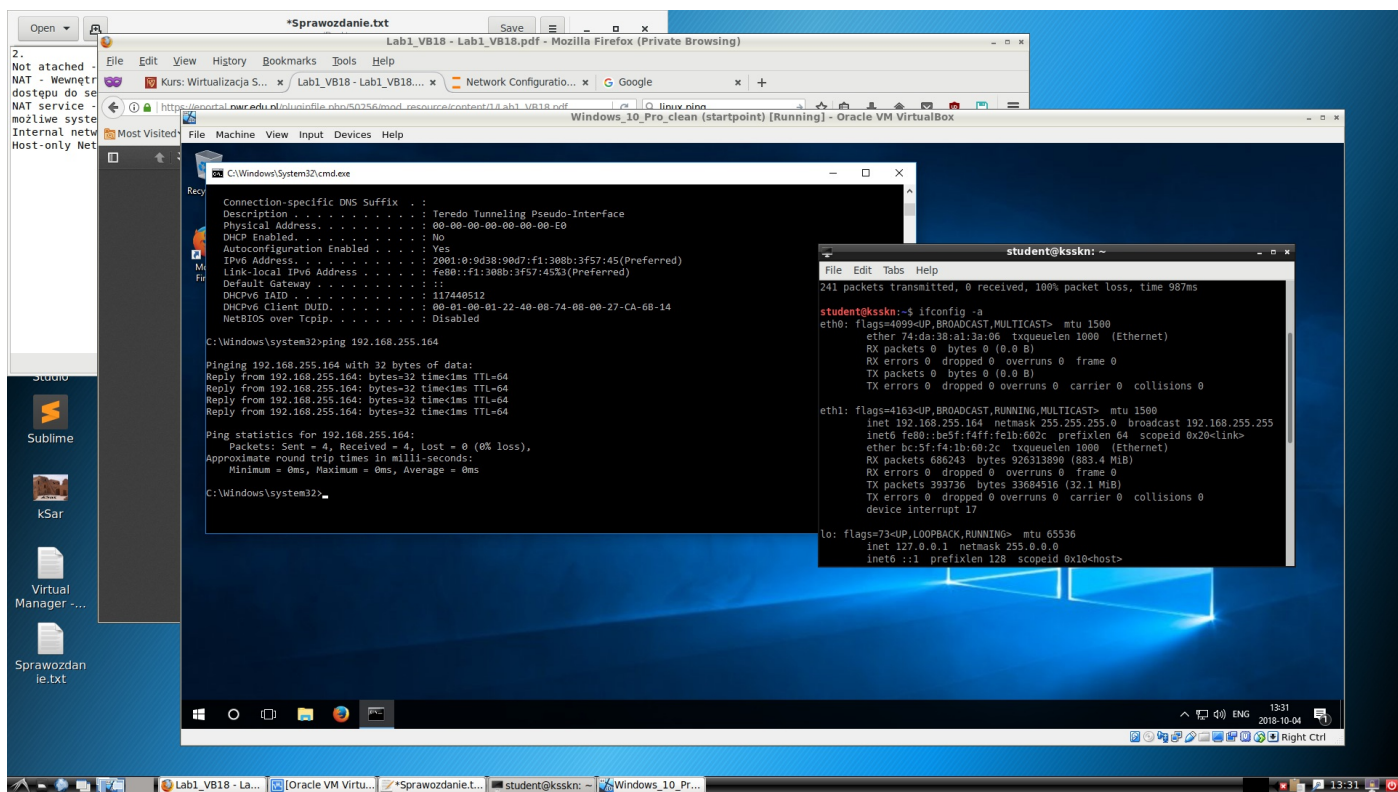 Open
*Sprawozdanie.txt
Save
2.
Not atached -
NAT - Wewnętr
dostępu do se
NAT service -
możliwe syste
Internal netw
Host-only Net
Lab1_VB18 - Lab1_VB18.pdf - Mozilla Firefox (Private Browsing)
File Edit View History Bookmarks Tools Help
Kurs: Wirtualizacja S... Lab1_VB18 - Lab1_VB18.... Network Configuratio... Google
https://eportal.pwr.edu.pl/pluginfile.php/50256/mod_resource/content/1/Lab1_VB18.pdf linux ping
Most Visited
Windows_10_Pro_clean (startpoint) [Running] - Oracle VM VirtualBox
File Machine View Input Devices Help
Recy
Mo
Fir
C:\Windows\System32\cmd.exe
Connection-specific DNS Suffix . :
Description . . . . . . . . . . . : Teredo Tunneling Pseudo-Interface
Physical Address. . . . . . . . . : 00-00-00-00-00-00-00-E0
DHCP Enabled. . . . . . . . . . . : No
Autoconfiguration Enabled . . . . : Yes
IPv6 Address. . . . . . . . . . . : 2001:0:9d38:90d7:f1:308b:3f57:45(Preferred)
Link-local IPv6 Address . . . . . : fe80::f1:308b:3f57:45%3(Preferred)
Default Gateway . . . . . . . . . : ::
DHCPv6 IAID . . . . . . . . . . . : 117440512
DHCPv6 Client DUID. . . . . . . . : 00-01-00-01-22-40-08-74-08-00-27-CA-6B-14
NetBIOS over Tcpip. . . . . . . . : Disabled
C:\Windows\system32>ping 192.168.255.164
Pinging 192.168.255.164 with 32 bytes of data:
Reply from 192.168.255.164: bytes=32 time<1ms TTL=64
Reply from 192.168.255.164: bytes=32 time<1ms TTL=64
Reply from 192.168.255.164: bytes=32 time<1ms TTL=64
Reply from 192.168.255.164: bytes=32 time<1ms TTL=64
Ping statistics for 192.168.255.164:
Packets: Sent = 4, Received = 4, Lost = 0 (0% loss),
Approximate round trip times in milli-seconds:
Minimum = 0ms, Maximum = 0ms, Average = 0ms
C:\Windows\system32>
student@ksskn: ~
File Edit Tabs Help
241 packets transmitted, 0 received, 100% packet loss, time 987ms
student@ksskn:~$ ifconfig -a
eth0: flags=4099<UP,BROADCAST,MULTICAST> mtu 1500
ether 74:da:38:a1:3a:06 txqueuelen 1000 (Ethernet)
RX packets 0 bytes 0 (0.0 B)
RX errors 0 dropped 0 overruns 0 frame 0
TX packets 0 bytes 0 (0.0 B)
TX errors 0 dropped 0 overruns 0 carrier 0 collisions 0
eth1: flags=4163<UP,BROADCAST,RUNNING,MULTICAST> mtu 1500
inet 192.168.255.164 netmask 255.255.255.0 broadcast 192.168.255.255
inet6 fe80::be5f:f4ff:fe1b:602c prefixlen 64 scopeid 0x20<link>
ether bc:5f:f4:1b:60:2c txqueuelen 1000 (Ethernet)
RX packets 686243 bytes 926313890 (883.4 MiB)
RX errors 0 dropped 0 overruns 0 frame 0
TX packets 393736 bytes 33684516 (32.1 MiB)
TX errors 0 dropped 0 overruns 0 carrier 0 collisions 0
device interrupt 17
lo: flags=73<UP,LOOPBACK,RUNNING> mtu 65536
inet 127.0.0.1 netmask 255.0.0.0
inet6 ::1 prefixlen 128 scopeid 0x10<host>
Studio
Sublime
kSar
Virtual
Manager -...
Sprawozdan
ie.txt
ENG
13:31
2018-10-04
Right Ctrl
Lab1_VB18 - La... [Oracle VM Virtu... *Sprawozdanie.t... student@ksskn: ~ Windows_10_Pr...
13:31